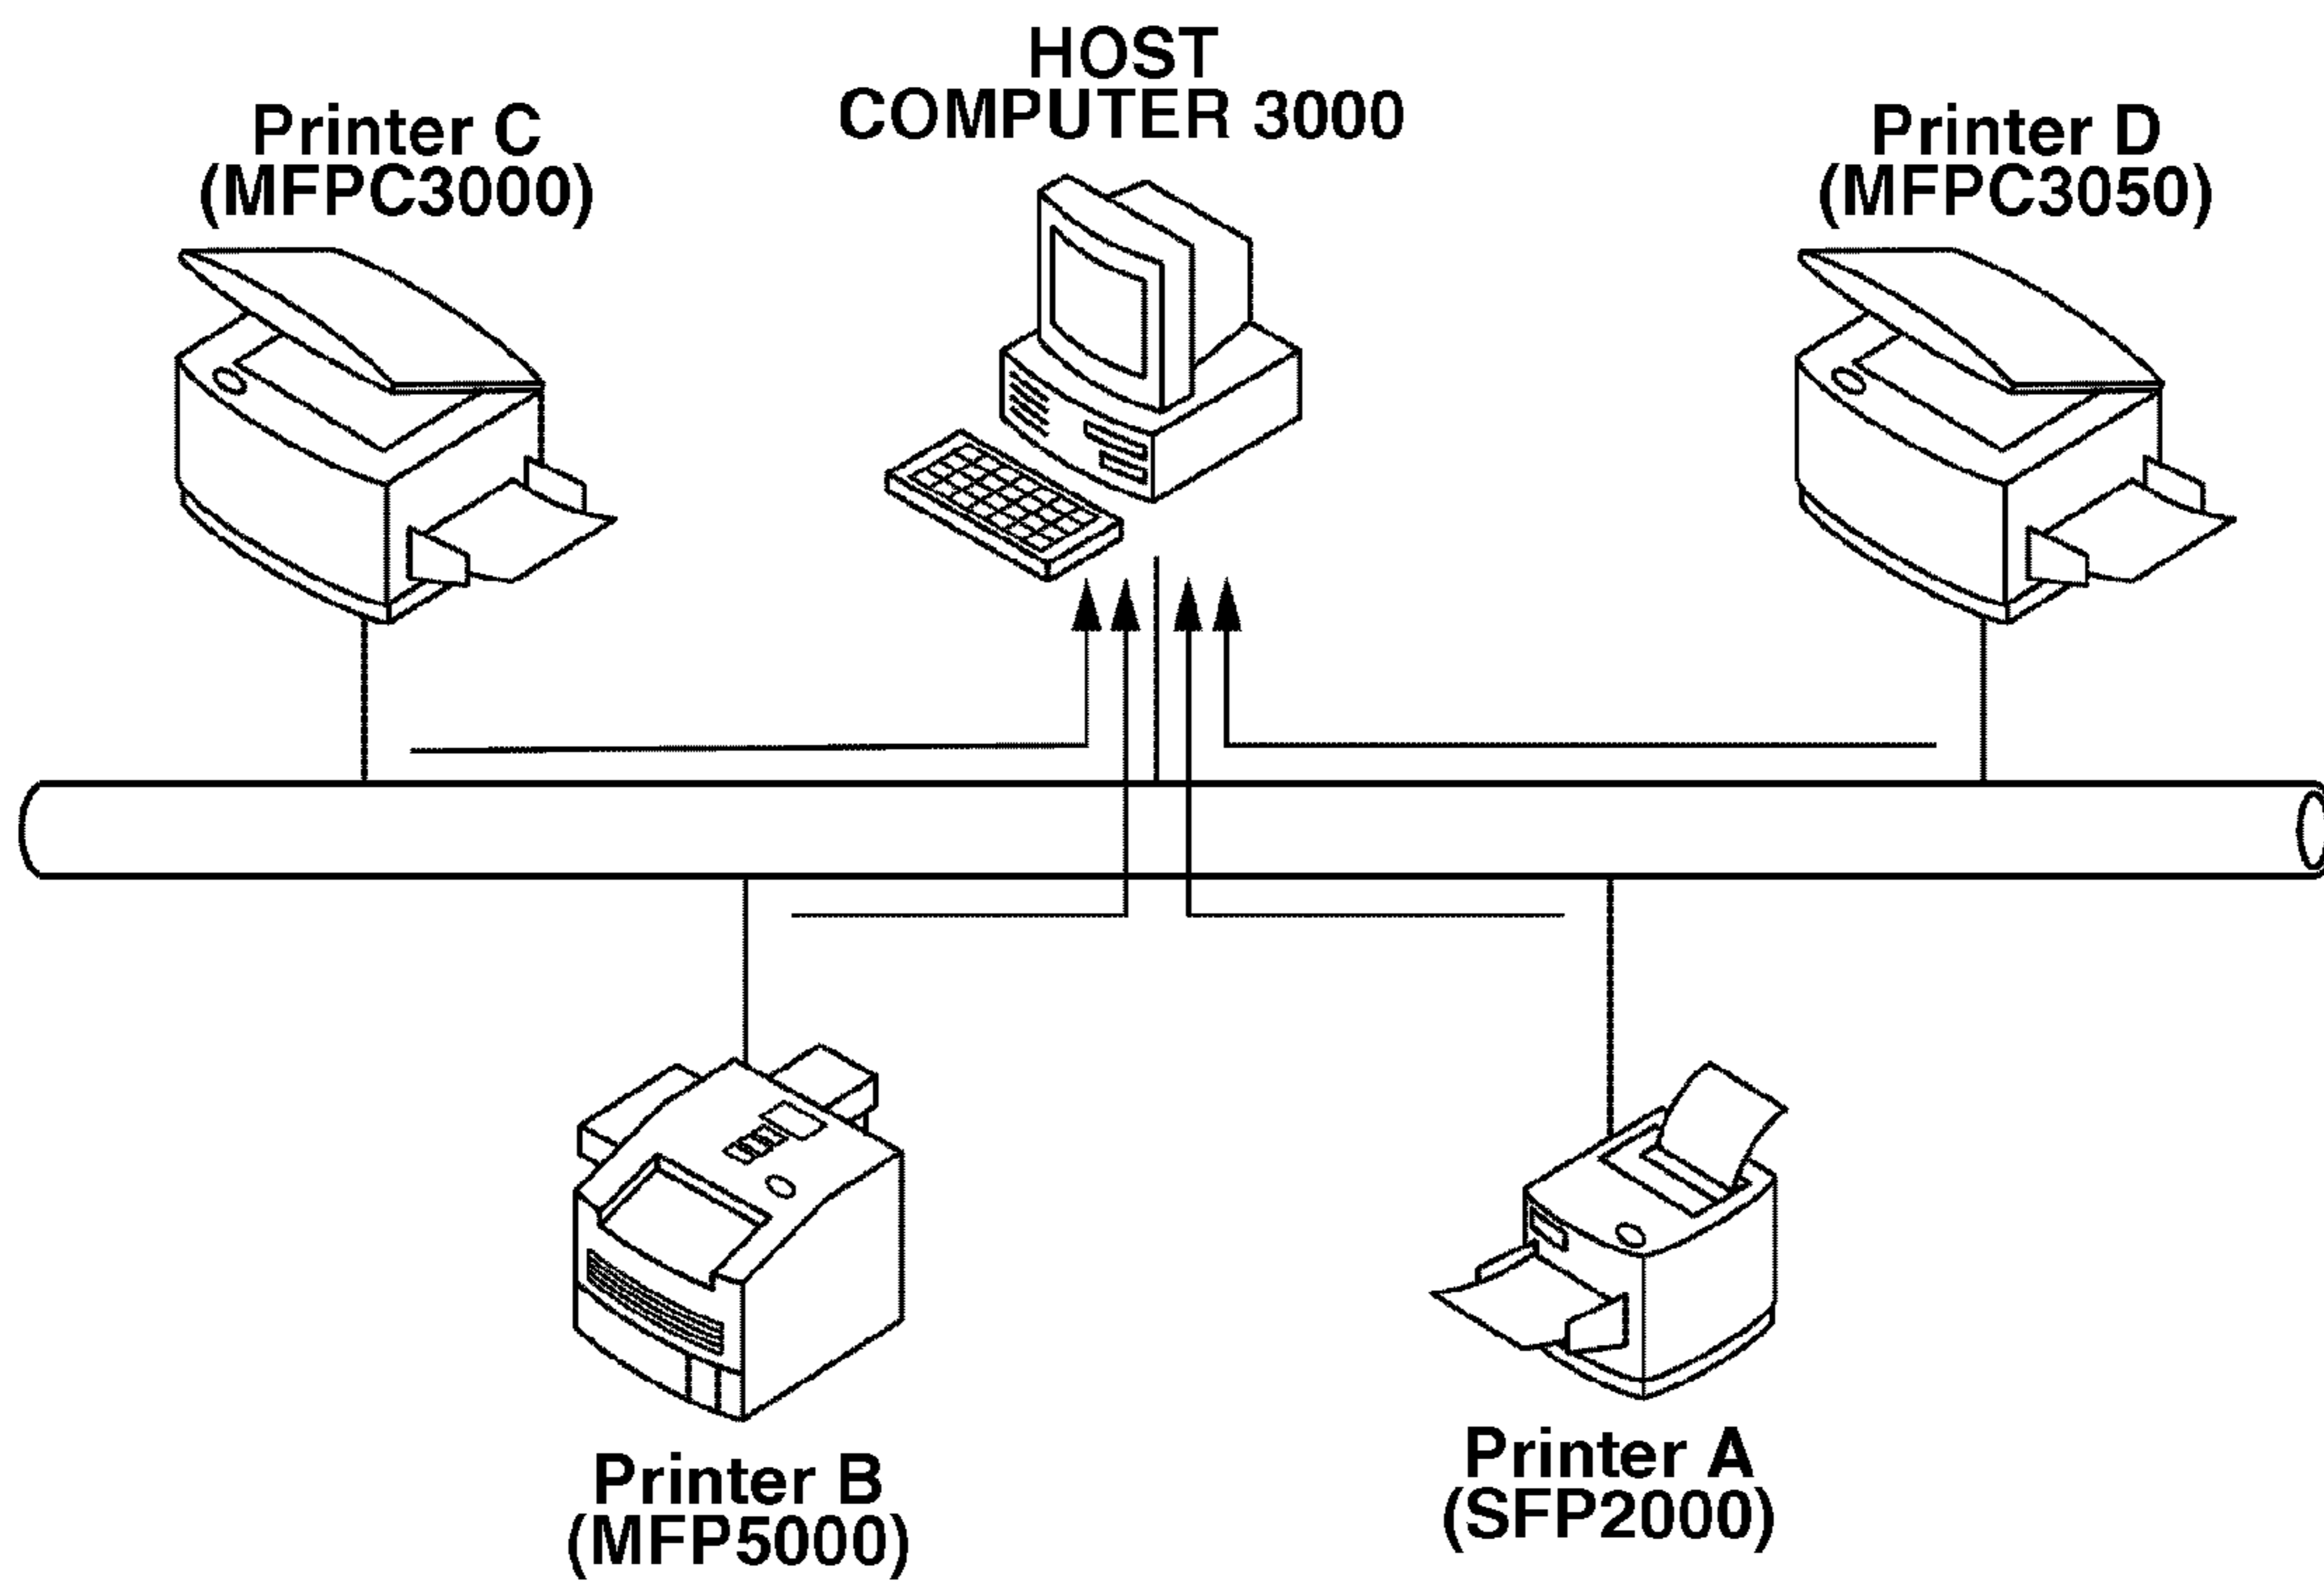 HOST
COMPUTER 3000
Printer C
(MFPC3000)
Printer D
(MFPC3050)
Printer B
(MFP5000)
Printer A
(SFP2000)